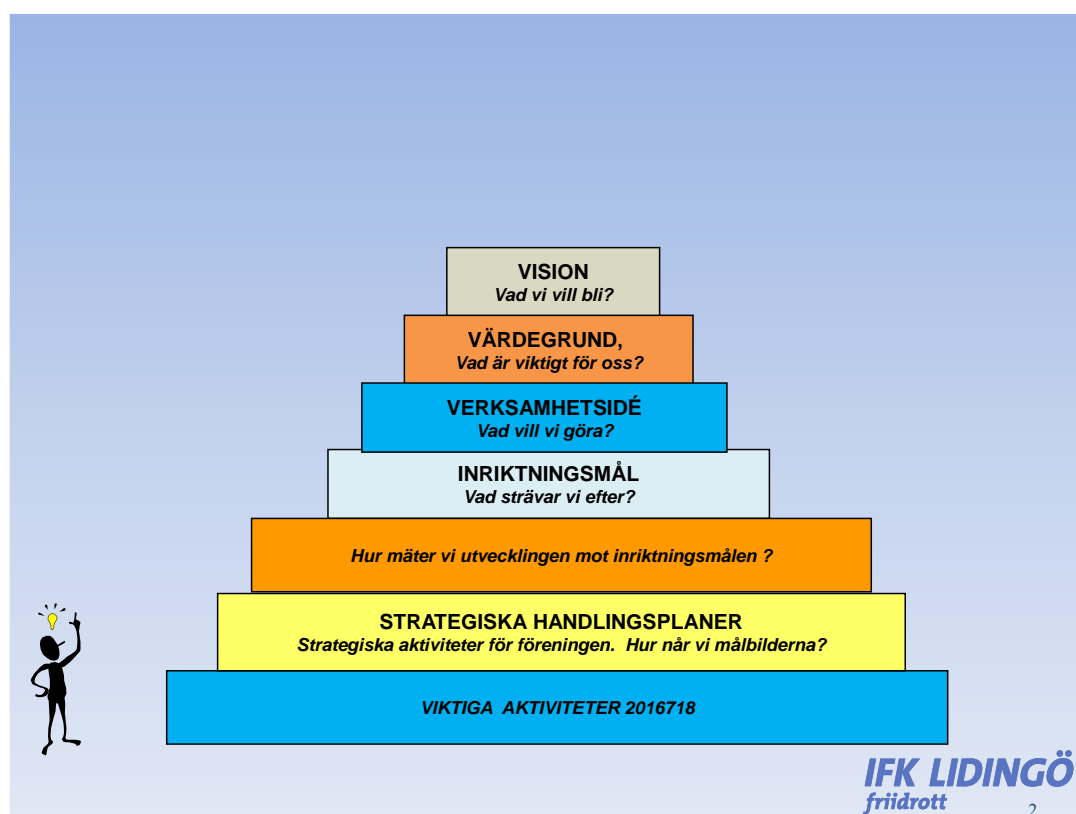 VISION
Vad vi vill bli?
VÄRDEGRUND,
Vad är viktigt för oss?
VERKSAMHETSIDÉ
Vad vill vi göra?
INRIKTNINGSMÅL
Vad strävar vi efter?
Hur mäter vi utvecklingen mot inriktningsmålen ?
STRATEGISKA HANDLINGSPLANER
Strategiska aktiviteter för föreningen.  Hur når vi målbilderna?
VIKTIGA  AKTIVITETER 2016718
IFK LIDINGÖ
friidrott
2